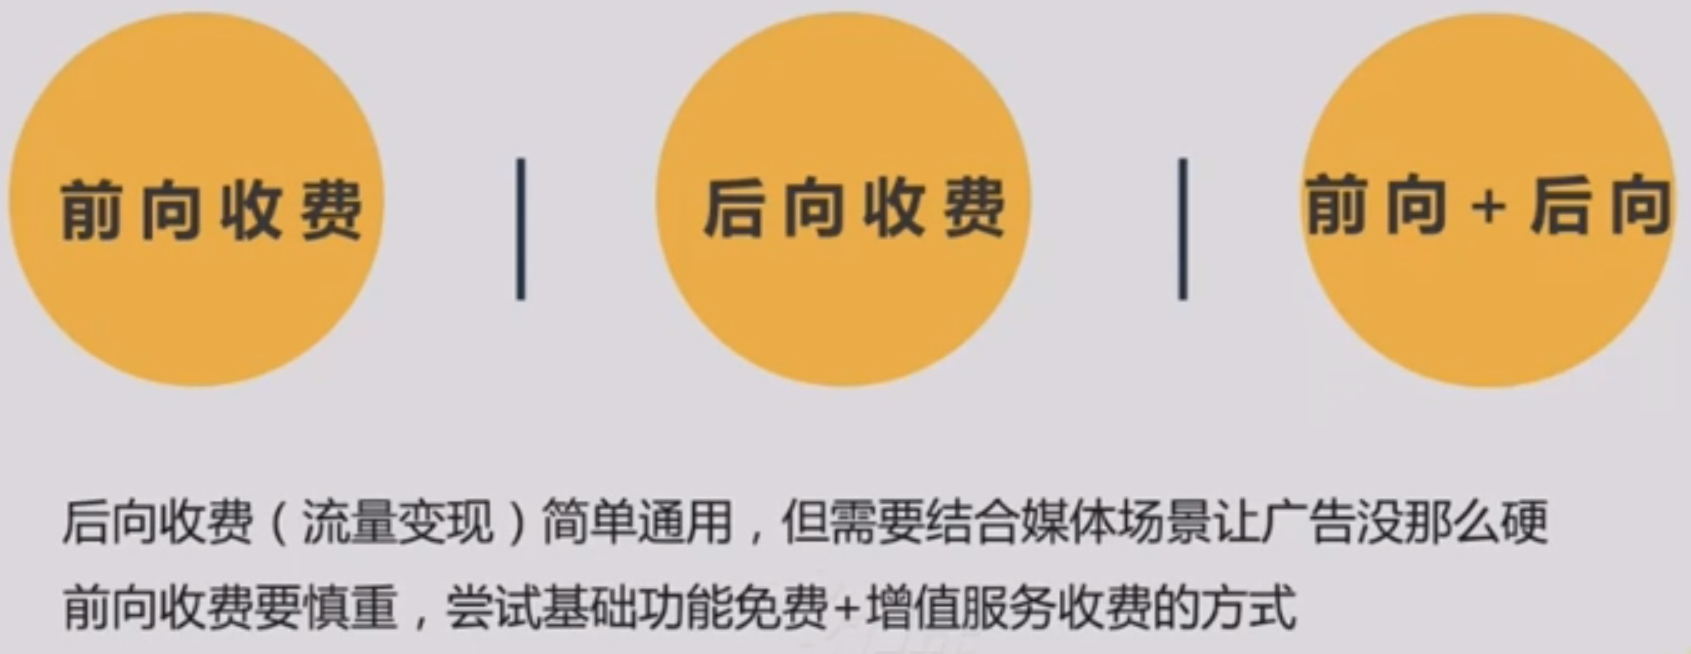 前向收费
后向收费
前向+后向
后向收费（流量变现）简单通用，但需要结合媒体场景让广告没那么硬
前向收费要慎重，尝试基础功能免费+增值服务收费的方式